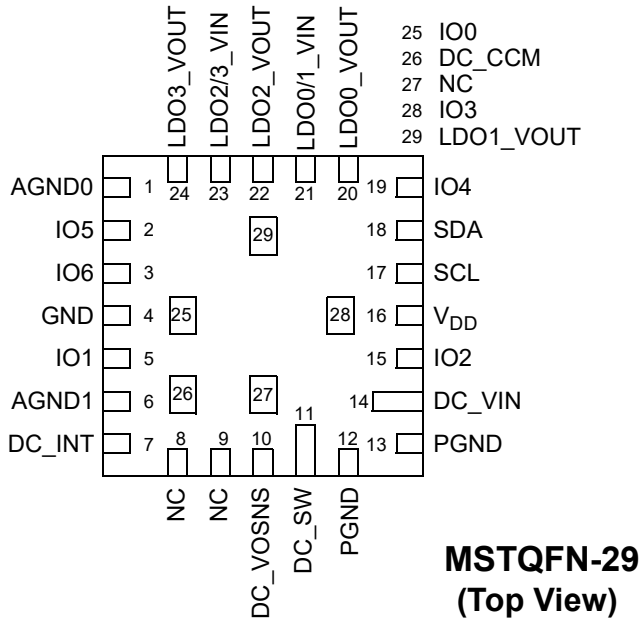 LDO3_VOUT
LDO2/3_VIN
LDO2_VOUT
LDO0/1_VIN
LDO0_VOUT
25 IO0
26 DC_CCM
27 NC
28 IO3
29 LDO1_VOUT
24 23 22 21 20
AGND0 1
19 IO4
IO5 2
29
18 SDA
IO6 3
17 SCL
GND 4
25
28
16 VDD
IO1 5
15 IO2
AGND1 6
26
27
11
14 DC_VIN
DC_INT 7
8 9 10 12
13 PGND
NC
NC
DC_VOSNS
DC_SW
PGND
MSTQFN-29
(Top View)